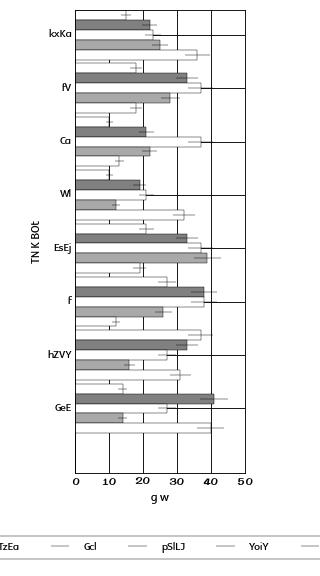 kxKa
fV
Ca
Wl
EsEj
f
hZVY
GeE
TN K BOt
0 10 20 30 40 50
g w
TzEa Gcl pSlLJ YoiY